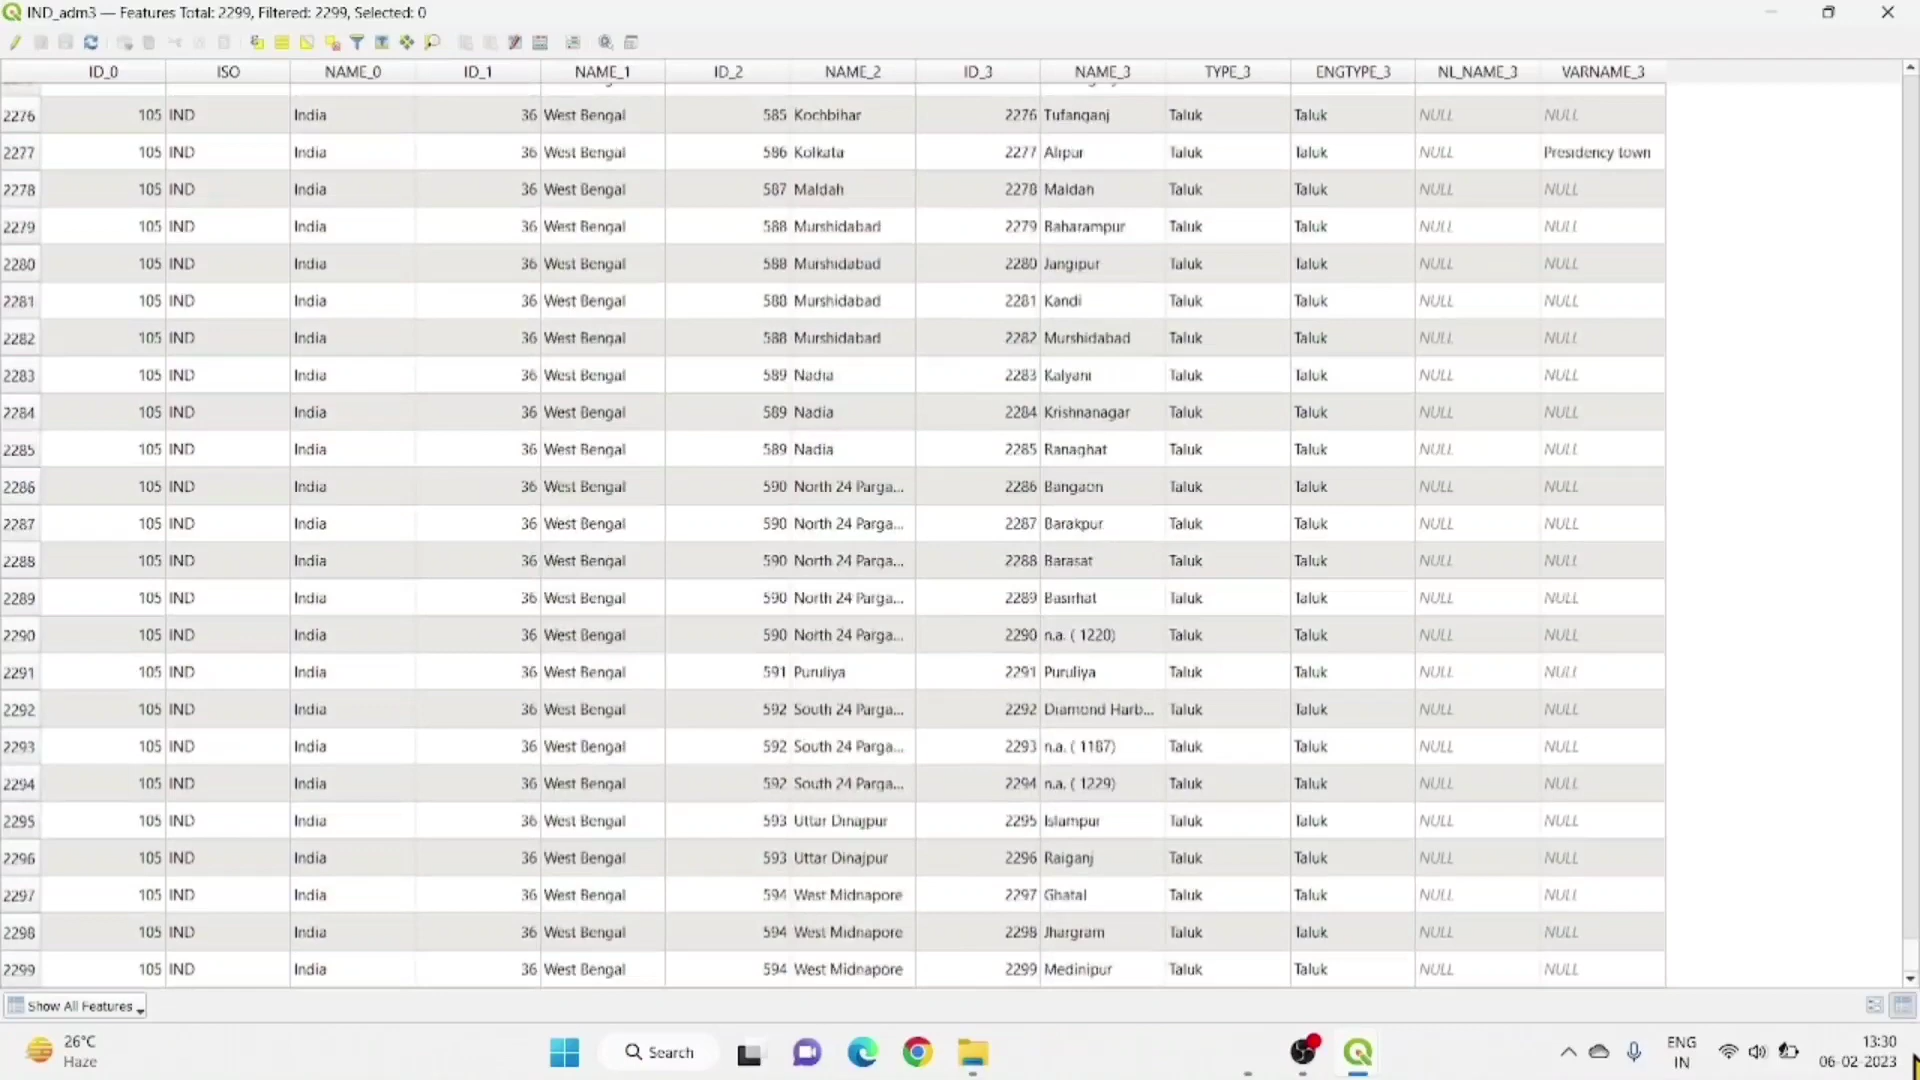 IND_adm3 — Features Total: 2299, Filtered: 2299, Selected: 0
ID_0 ISO NAME_0 ID_1 NAME_1 ID_2 NAME_2 ID_3 NAME_3 TYPE_3 ENGTYPE_3 NL_NAME_3 VARNAME_3
2276 105 IND India 36 West Bengal 585 Kochbihar 2276 Tufanganj Taluk Taluk NULL NULL
2277 105 IND India 36 West Bengal 586 Kolkata 2277 Alipur Taluk Taluk NULL Presidency town
2278 105 IND India 36 West Bengal 587 Maldah 2278 Maldah Taluk Taluk NULL NULL
2279 105 IND India 36 West Bengal 588 Murshidabad 2279 Baharampur Taluk Taluk NULL NULL
2280 105 IND India 36 West Bengal 588 Murshidabad 2280 Jangipur Taluk Taluk NULL NULL
2281 105 IND India 36 West Bengal 588 Murshidabad 2281 Kandi Taluk Taluk NULL NULL
2282 105 IND India 36 West Bengal 588 Murshidabad 2282 Murshidabad Taluk Taluk NULL NULL
2283 105 IND India 36 West Bengal 589 Nadia 2283 Kalyani Taluk Taluk NULL NULL
2284 105 IND India 36 West Bengal 589 Nadia 2284 Krishnanagar Taluk Taluk NULL NULL
2285 105 IND India 36 West Bengal 589 Nadia 2285 Ranaghat Taluk Taluk NULL NULL
2286 105 IND India 36 West Bengal 590 North 24 Parga... 2286 Bangaon Taluk Taluk NULL NULL
2287 105 IND India 36 West Bengal 590 North 24 Parga... 2287 Barakpur Taluk Taluk NULL NULL
2288 105 IND India 36 West Bengal 590 North 24 Parga... 2288 Barasat Taluk Taluk NULL NULL
2289 105 IND India 36 West Bengal 590 North 24 Parga... 2289 Basirhat Taluk Taluk NULL NULL
2290 105 IND India 36 West Bengal 590 North 24 Parga... 2290 n.a. ( 1220) Taluk Taluk NULL NULL
2291 105 IND India 36 West Bengal 591 Puruliya 2291 Puruliya Taluk Taluk NULL NULL
2292 105 IND India 36 West Bengal 592 South 24 Parga... 2292 Diamond Harb... Taluk Taluk NULL NULL
2293 105 IND India 36 West Bengal 592 South 24 Parga... 2293 n.a. ( 1187) Taluk Taluk NULL NULL
2294 105 IND India 36 West Bengal 592 South 24 Parga... 2294 n.a. ( 1229) Taluk Taluk NULL NULL
2295 105 IND India 36 West Bengal 593 Uttar Dinajpur 2295 Islampur Taluk Taluk NULL NULL
2296 105 IND India 36 West Bengal 593 Uttar Dinajpur 2296 Raiganj Taluk Taluk NULL NULL
2297 105 IND India 36 West Bengal 594 West Midnapore 2297 Ghatal Taluk Taluk NULL NULL
2298 105 IND India 36 West Bengal 594 West Midnapore 2298 Jhargram Taluk Taluk NULL NULL
2299 105 IND India 36 West Bengal 594 West Midnapore 2299 Medinipur Taluk Taluk NULL NULL
Show All Features
26°C
Haze
Search
ENG
IN
13:30
06-02-2023